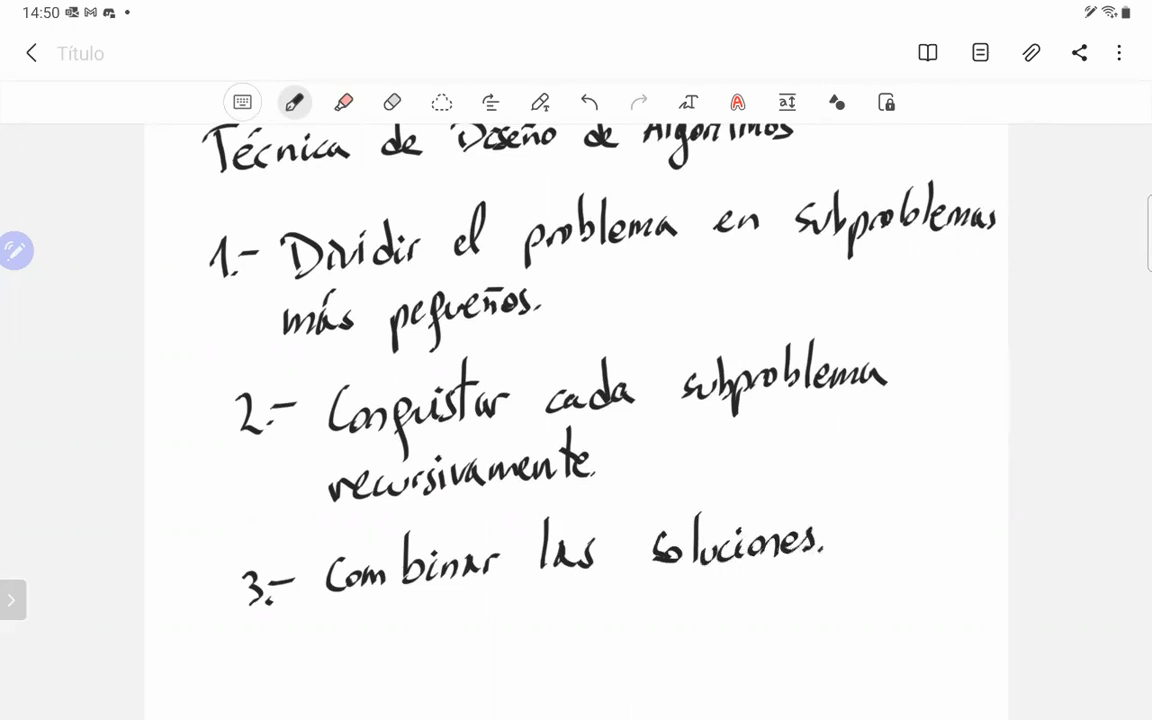 14:50
Título
Técnica de Diseño de Algoritmos
1.- Dividir el problema en subproblemas
más pequeños.
2.- Conquistar cada subproblema
recursivamente.
3.- Combinar las soluciones.